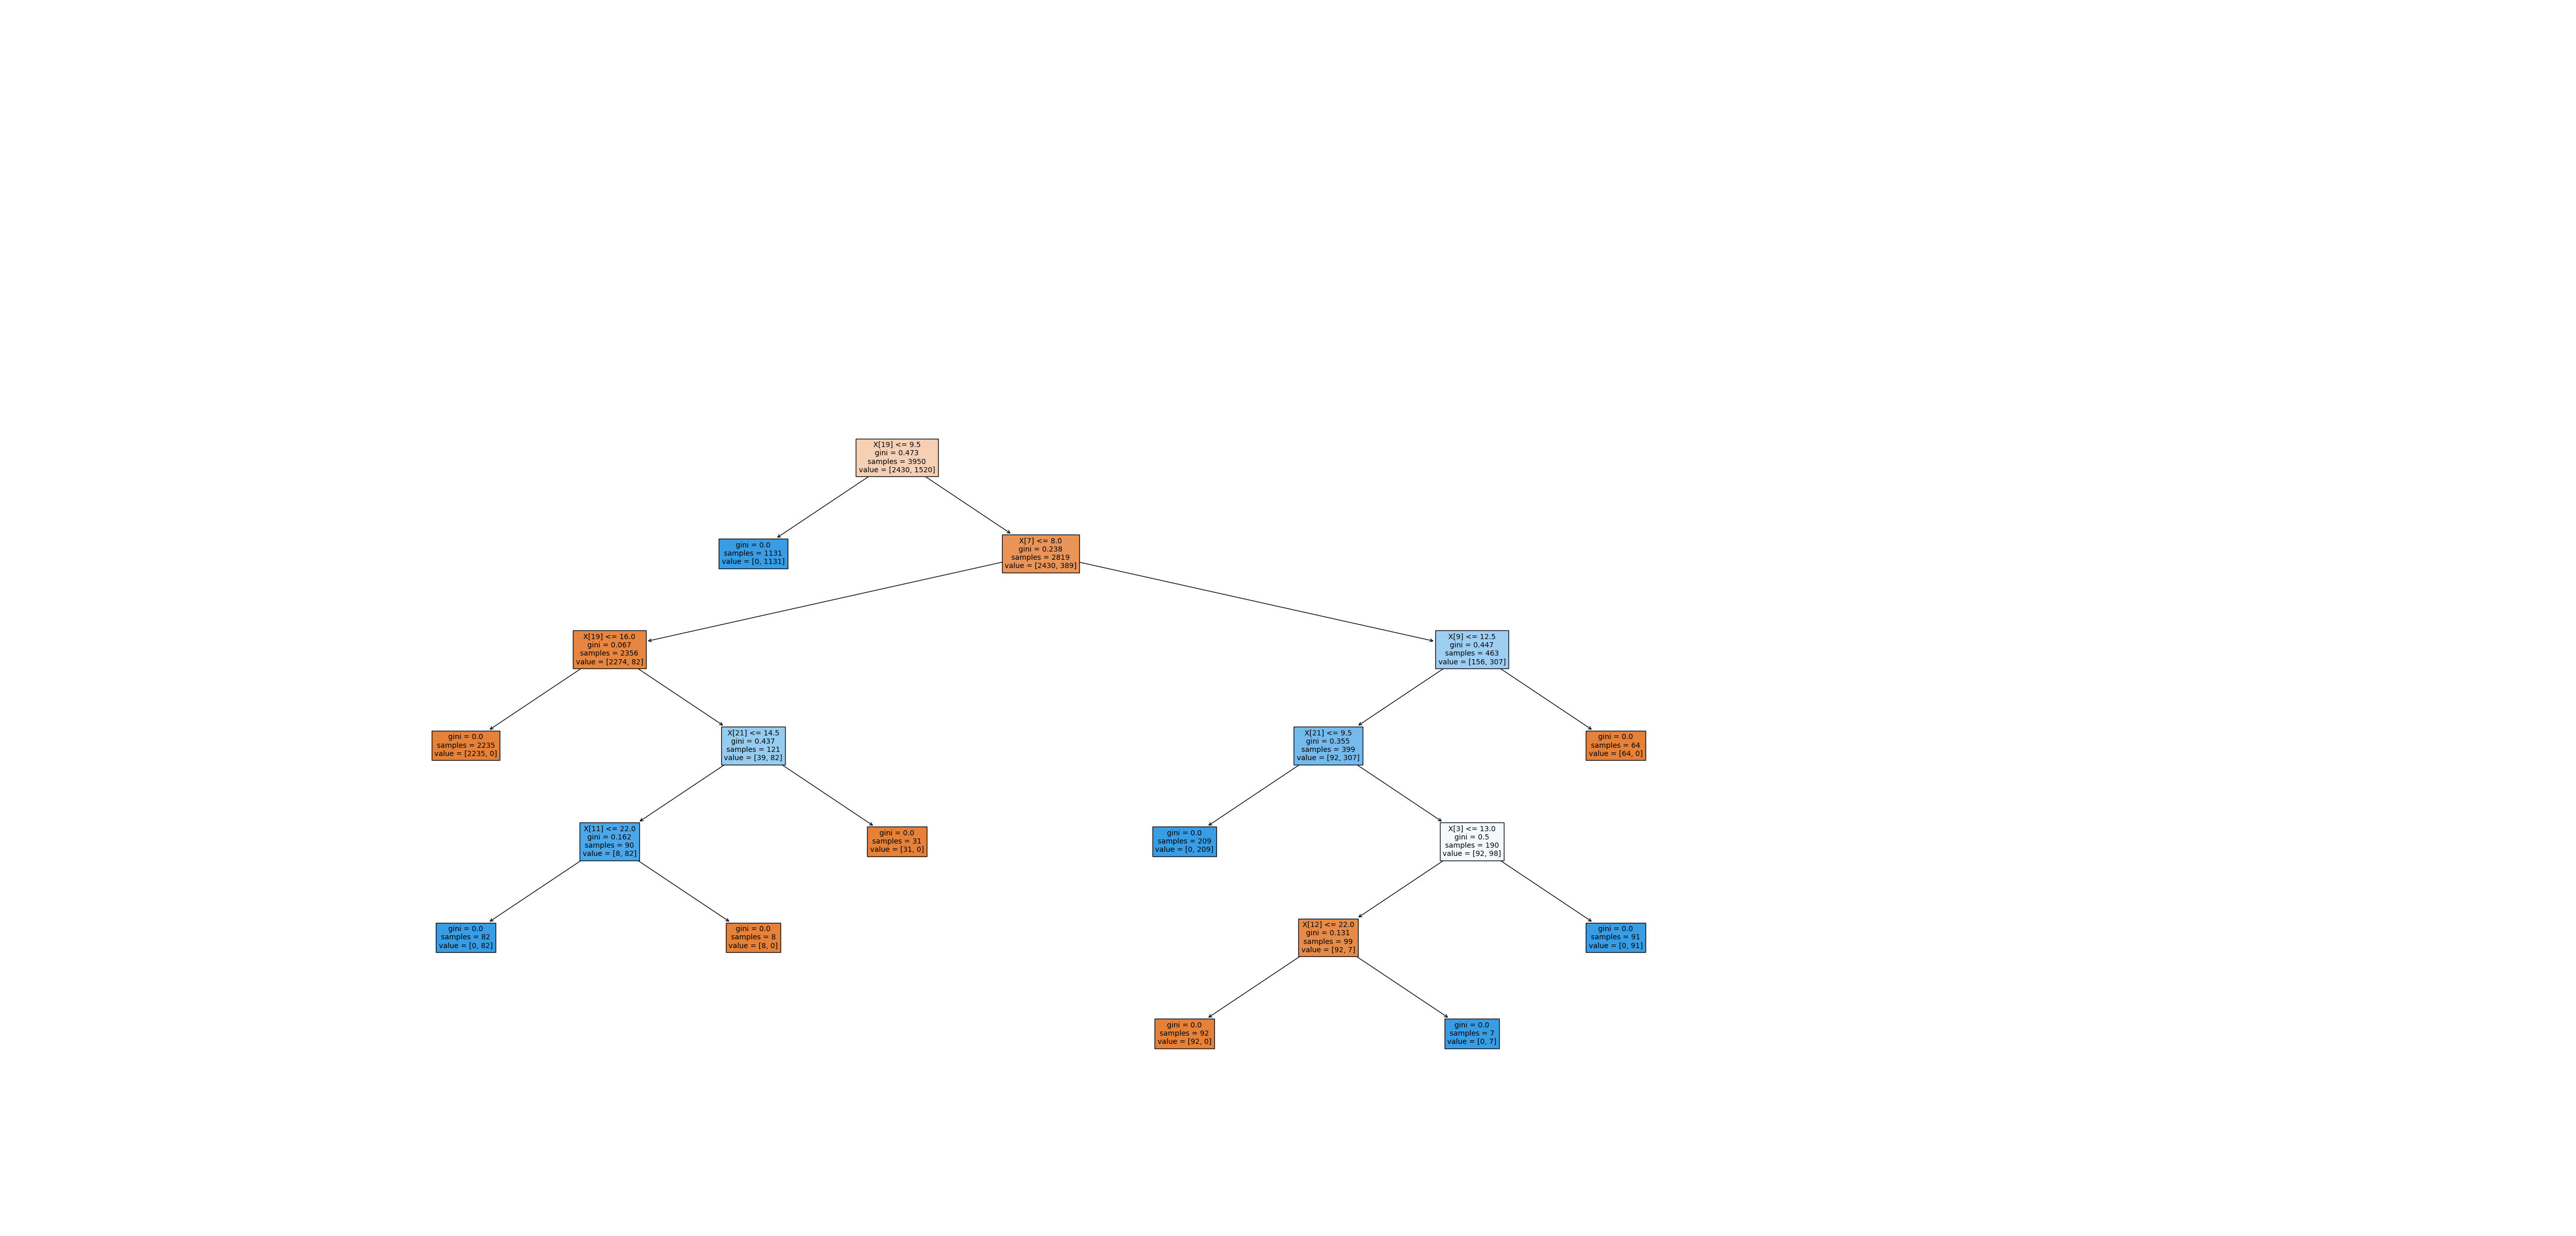 X[19] <= 9.5
gini = 0.473
samples = 3950
value = [2430, 1520]
gini = 0.0
samples = 1131
value = [0, 1131]
X[7] <= 8.0
gini = 0.238
samples = 2819
value = [2430, 389]
X[19] <= 16.0
gini = 0.067
samples = 2356
value = [2274, 82]
X[9] <= 12.5
gini = 0.447
samples = 463
value = [156, 307]
gini = 0.0
samples = 2235
value = [2235, 0]
X[21] <= 14.5
gini = 0.437
samples = 121
value = [39, 82]
X[21] <= 9.5
gini = 0.355
samples = 399
value = [92, 307]
gini = 0.0
samples = 64
value = [64, 0]
X[11] <= 22.0
gini = 0.162
samples = 90
value = [8, 82]
gini = 0.0
samples = 31
value = [31, 0]
gini = 0.0
samples = 209
value = [0, 209]
X[3] <= 13.0
gini = 0.5
samples = 190
value = [92, 98]
gini = 0.0
samples = 82
value = [0, 82]
gini = 0.0
samples = 8
value = [8, 0]
X[12] <= 22.0
gini = 0.131
samples = 99
value = [92, 7]
gini = 0.0
samples = 91
value = [0, 91]
gini = 0.0
samples = 92
value = [92, 0]
gini = 0.0
samples = 7
value = [0, 7]